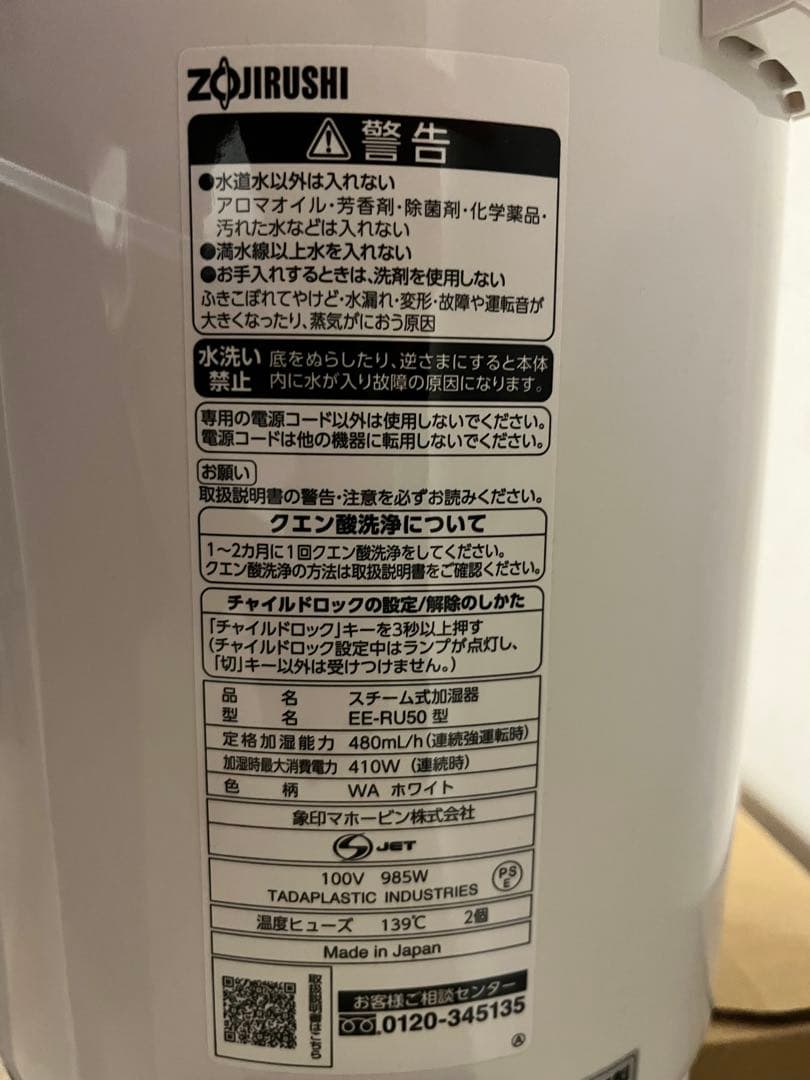 ZOJIRUSHI
警告
●水道水以外は入れない
アロマオイル・芳香剤・除菌剤・化学薬品・
汚れた水などは入れない
●満水線以上水を入れない
●お手入れするときは、洗剤を使用しない
ふきこぼれてやけど・水漏れ・変形・故障や運転音が
大きくなったり、蒸気がにおう原因
水洗い 底をぬらしたり、逆さまにすると本体
禁止 内に水が入り故障の原因になります。
専用の電源コード以外は使用しないでください。
電源コードは他の機器に転用しないでください。
お願い
取扱説明書の警告・注意を必ずお読みください。
クエン酸洗浄について
1～2カ月に1回クエン酸洗浄をしてください。
クエン酸洗浄の方法は取扱説明書をご確認ください。
チャイルドロックの設定/解除のしかた
「チャイルドロック」キーを3秒以上押す
(チャイルドロック設定中はランプが点灯し、
「切」キー以外は受けつけません。)
品名 スチーム式加湿器
型名 EE-RU50 型
定格加湿能力 480mL/h(連続強運転時)
加湿時最大消費電力 410W (連続時)
色柄 WA ホワイト
象印マホービン株式会社
JET
100V 985W
PSE
TADAPLASTIC INDUSTRIES
温度ヒューズ 139℃ 2個
Made in Japan
取扱説明書はこちら
お客様ご相談センター
0120-345135
Ⓐ